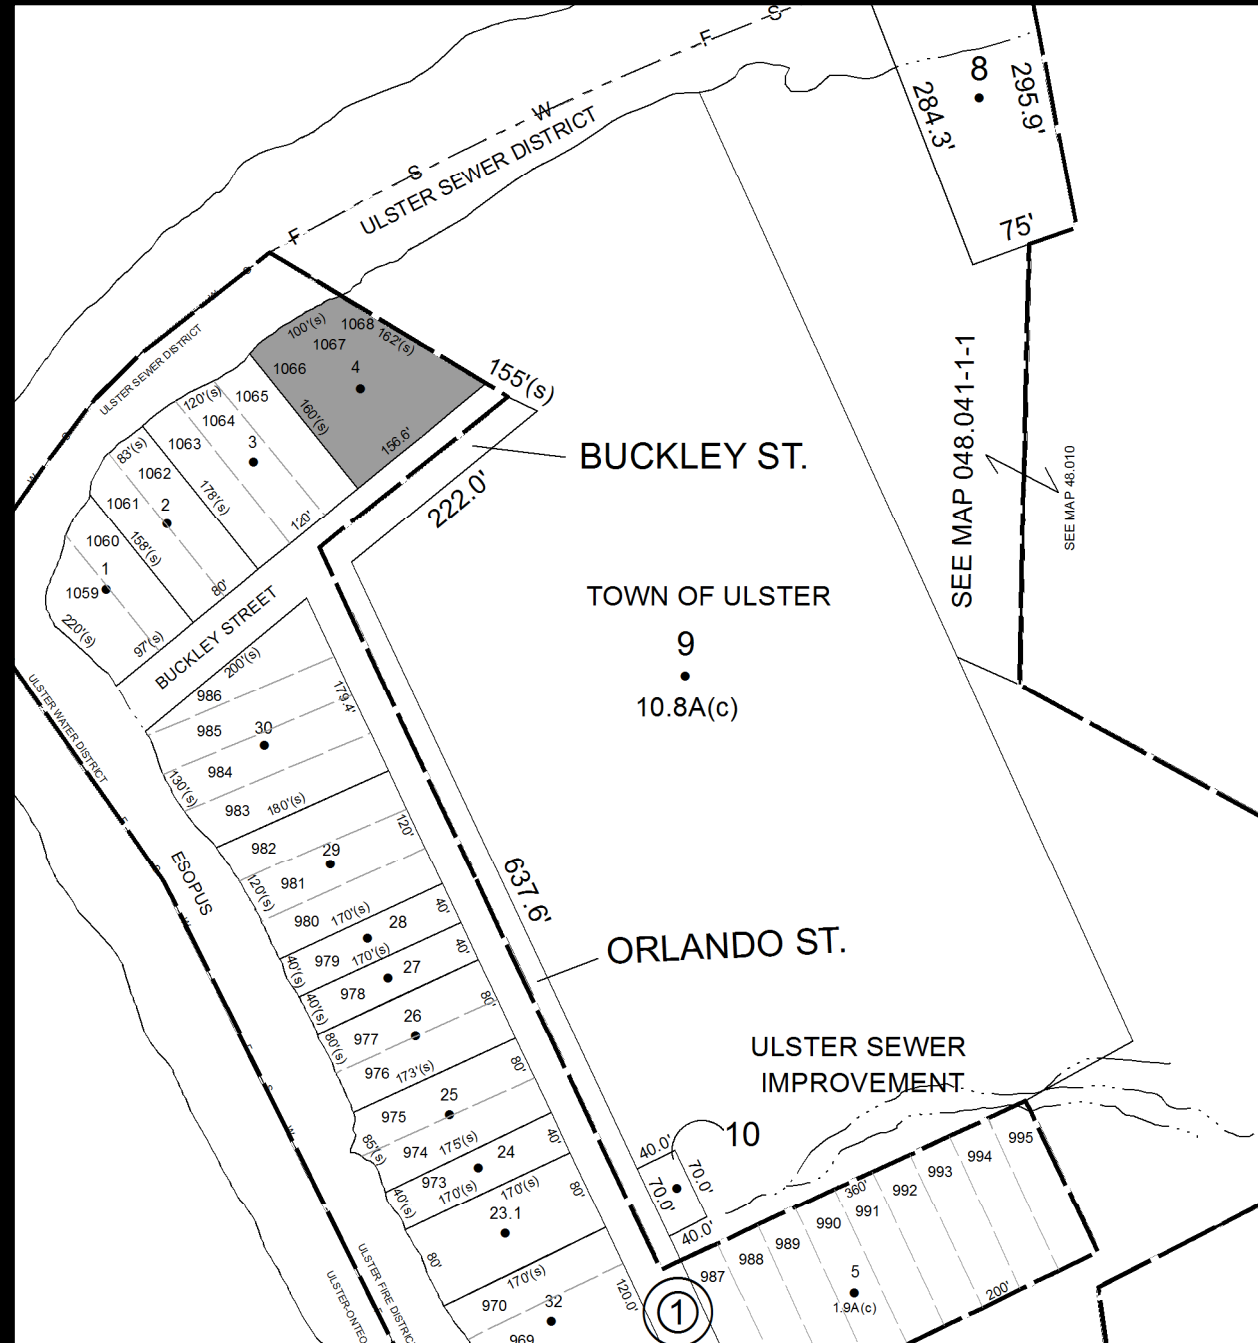 S
F
W
S
F
ULSTER SEWER DISTRICT
8
284.3'
295.9'
75'
ULSTER SEWER DISTRICT
S
W
S
W
100'(s)
1068
1067
1066
162'(s)
4
160'(s)
156.6'
155'(s)
BUCKLEY ST.
222.0'
120'(s)
1065
1064
1063
3
178'(s)
120'
83'(s)
1062
1061
2
158'(s)
80'
1060
1
1059
220'(s)
97'(s)
BUCKLEY STREET
SEE MAP 048.041-1-1
SEE MAP 48.010
TOWN OF ULSTER
9
10.8A(c)
200'(s)
986
985
30
984
983
179.4'
130'(s)
180'(s)
ULSTER WATER DISTRICT
982
29
981
980
120'
120'(s)
170'(s)
ESOPUS
28
979
40'
40'(s)
170'(s)
27
978
40'
40'(s)
637.6'
ORLANDO ST.
26
977
976
80'
80'(s)
173'(s)
25
975
974
80'
85'(s)
175'(s)
24
973
40'
40'(s)
170'(s)
170'(s)
23.1
80'
80'
170'(s)
970
32
969
120.0'
F
S
W
F
S
W
ULSTER FIRE DISTRICT
ULSTER-ONTEO
ULSTER SEWER
IMPROVEMENT
10
40.0'
70.0'
70.0'
40.0'
1
995
994
993
992
991
990
989
988
987
360'
5
1.9A(c)
200'